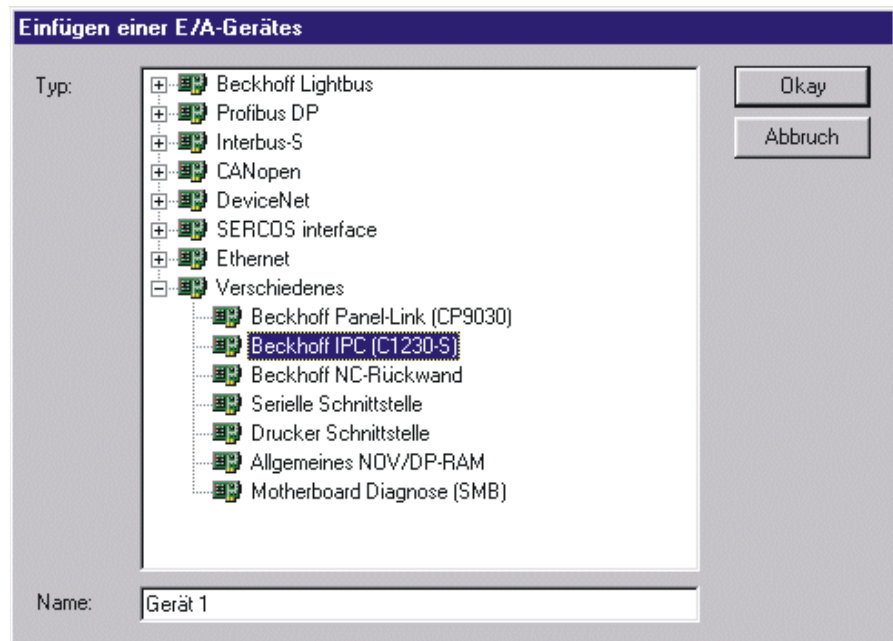 Einfügen einer E/A-Gerätes
Typ:
Beckhoff Lightbus
Profibus DP
Interbus-S
CANopen
DeviceNet
SERCOS interface
Ethernet
Verschiedenes
Beckhoff Panel-Link (CP9030)
Beckhoff IPC (C1230-S)
Beckhoff NC-Rückwand
Serielle Schnittstelle
Drucker Schnittstelle
Allgemeines NOV/DP-RAM
Motherboard Diagnose (SMB)
Okay
Abbruch
Name:
Gerät 1